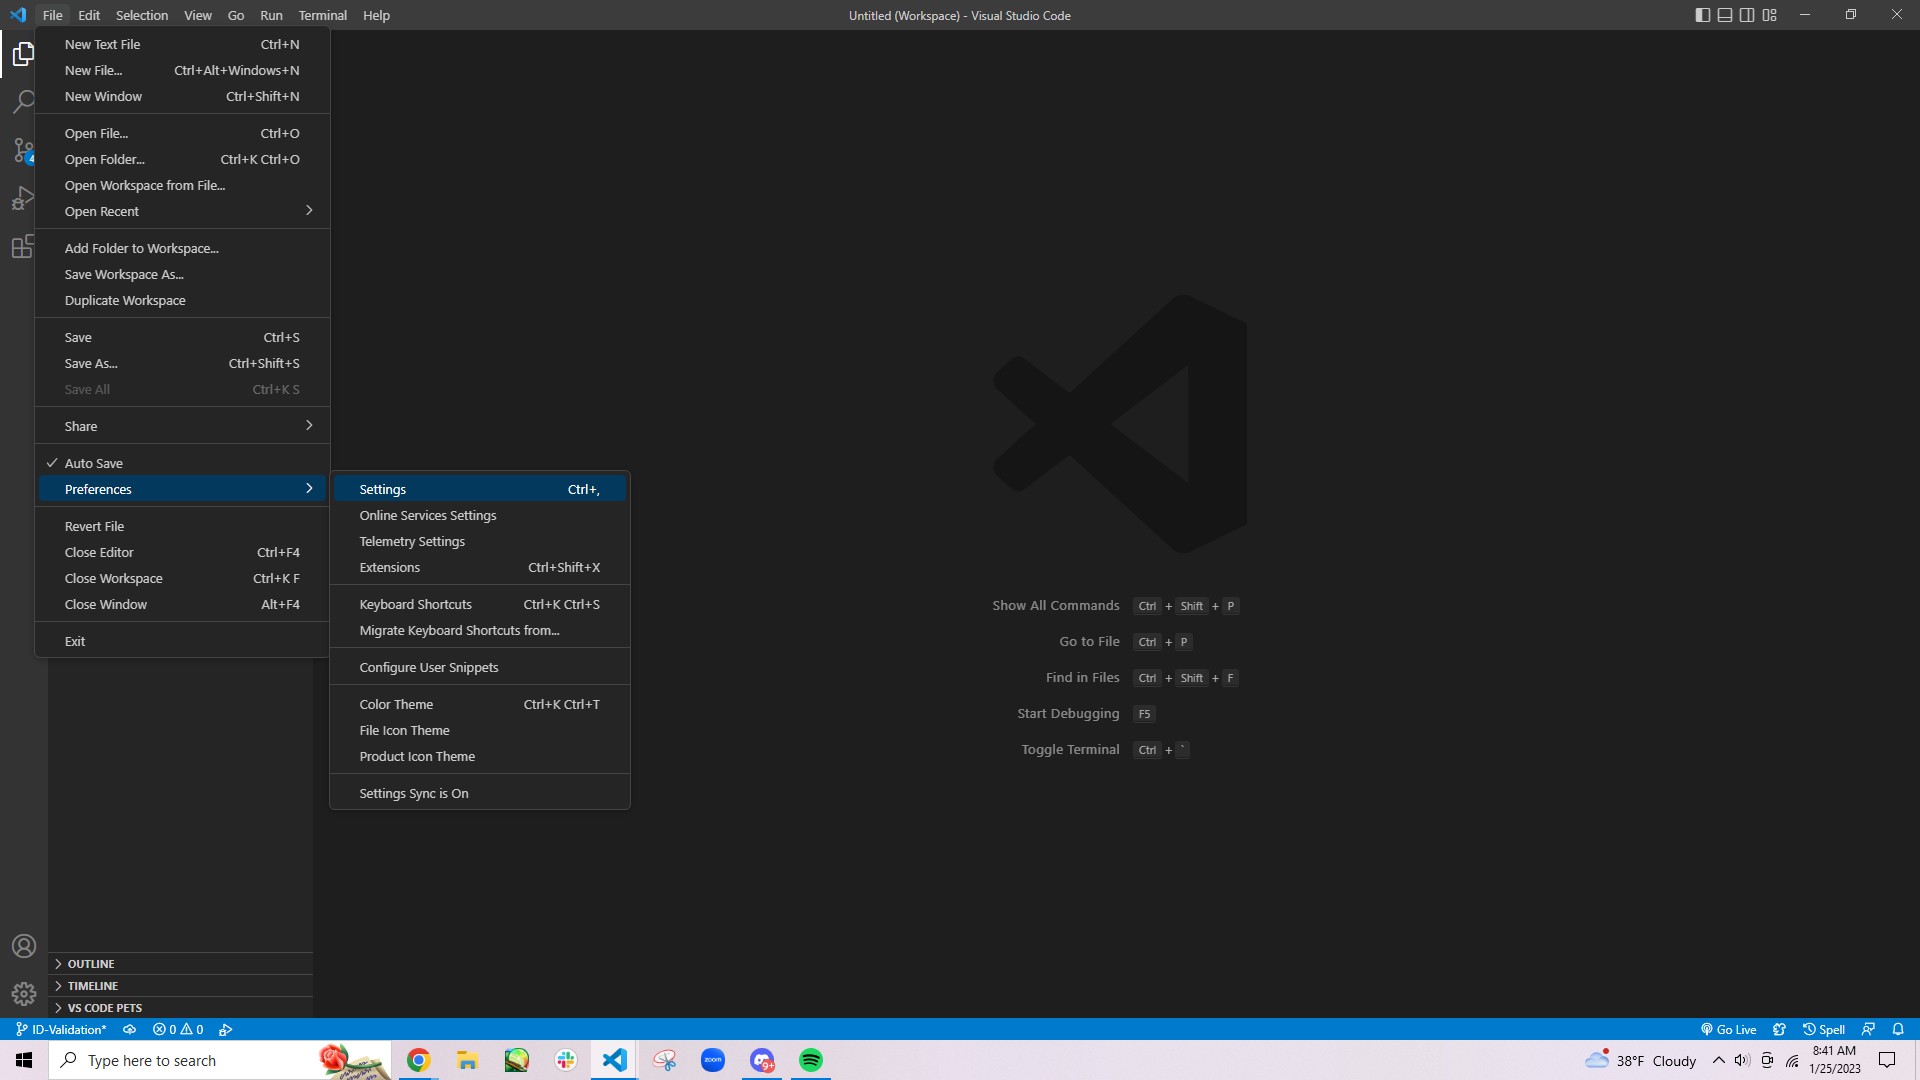 File Edit Selection View Go Run Terminal Help
Untitled (Workspace) - Visual Studio Code
New Text File Ctrl+N
New File... Ctrl+Alt+Windows+N
New Window Ctrl+Shift+N
Open File... Ctrl+O
Open Folder... Ctrl+K Ctrl+O
Open Workspace from File...
Open Recent
Add Folder to Workspace...
Save Workspace As...
Duplicate Workspace
Save Ctrl+S
Save As... Ctrl+Shift+S
Save All Ctrl+K S
Share
Auto Save
Preferences
Revert File
Close Editor Ctrl+F4
Close Workspace Ctrl+K F
Close Window Alt+F4
Exit
Settings Ctrl+,
Online Services Settings
Telemetry Settings
Extensions Ctrl+Shift+X
Keyboard Shortcuts Ctrl+K Ctrl+S
Migrate Keyboard Shortcuts from...
Configure User Snippets
Color Theme Ctrl+K Ctrl+T
File Icon Theme
Product Icon Theme
Settings Sync is On
Show All Commands Ctrl + Shift + P
Go to File Ctrl + P
Find in Files Ctrl + Shift + F
Start Debugging F5
Toggle Terminal Ctrl + `
OUTLINE
TIMELINE
VS CODE PETS
ID-Validation* 0 0
Go Live Spell
Type here to search
zoom
9+
38°F Cloudy
8:41 AM
1/25/2023